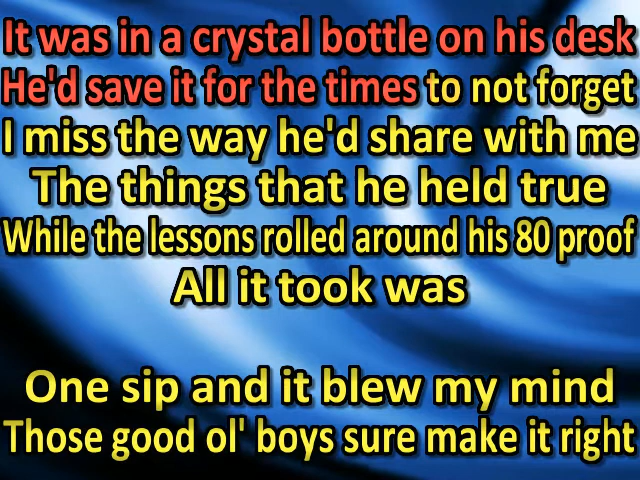 It was in a crystal bottle on his desk
He'd save it for the times to not forget
I miss the way he'd share with me
The things that he held true
While the lessons rolled around his 80 proof
All it took was
One sip and it blew my mind
Those good ol' boys sure make it right